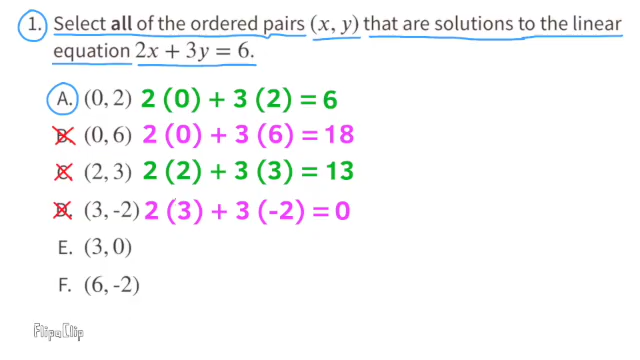 1. Select all of the ordered pairs (x, y) that are solutions to the linear
equation 2x + 3y = 6.
A. (0, 2) 2 (0) + 3 (2) = 6
B. (0, 6) 2 (0) + 3 (6) = 18
C. (2, 3) 2 (2) + 3 (3) = 13
D. (3, -2) 2 (3) + 3 (-2) = 0
E. (3, 0)
F. (6, -2)
FlipaClip